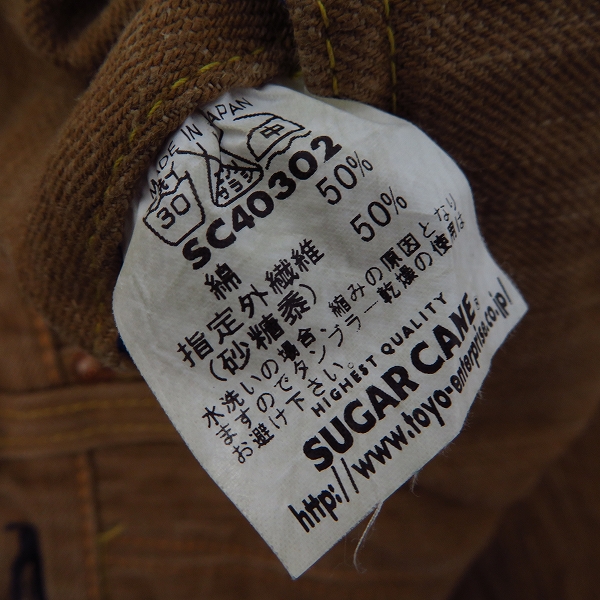 MADE IN JAPAN
30
中
SC40302
綿 50%
指定外繊維 50%
(砂糖黍)
水洗いの場合、縮みの原因となり
ますのでタンブラー乾燥の使用は
お避け下さい。
HIGHEST QUALITY
SUGAR CANE
http://www.toyo-enterprise.co.jp/